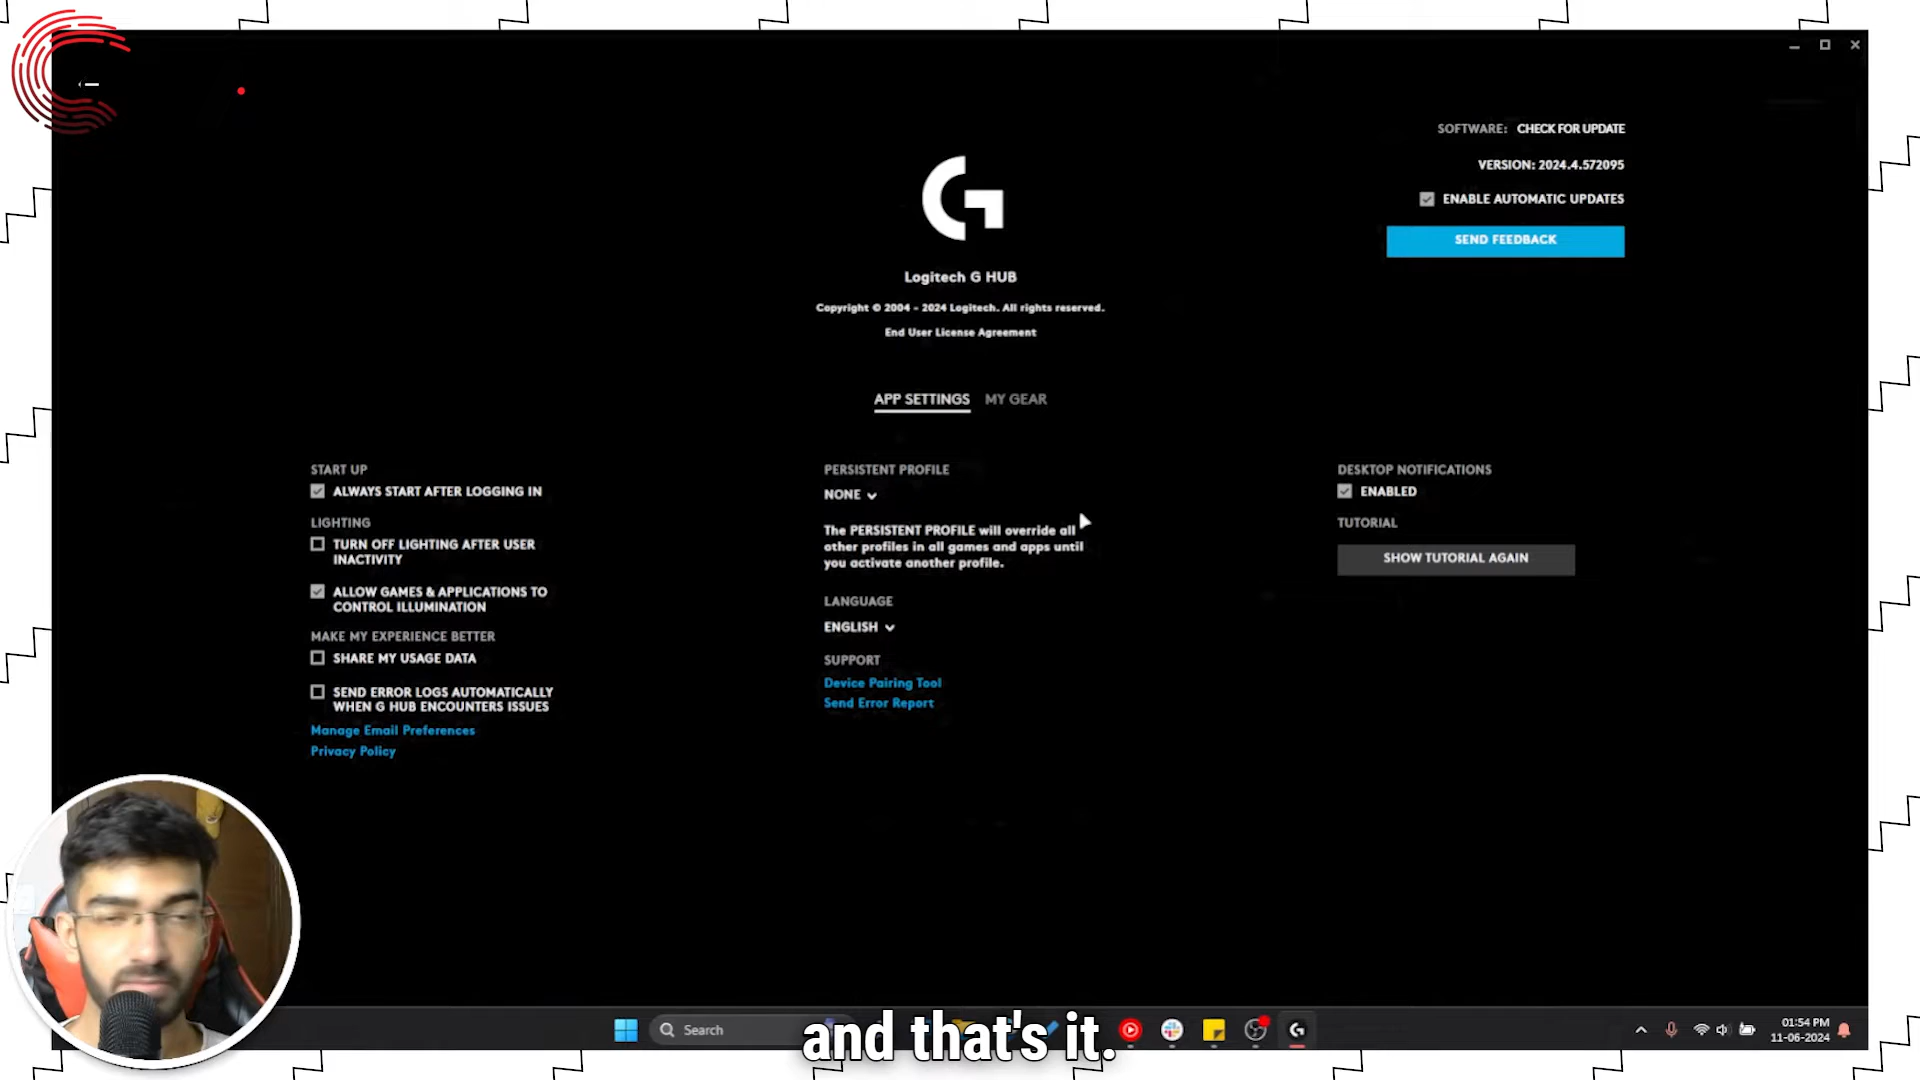 SOFTWARE: CHECK FOR UPDATE
VERSION: 2024.4.572095
ENABLE AUTOMATIC UPDATES
SEND FEEDBACK
Logitech G HUB
Copyright © 2004 - 2024 Logitech. All rights reserved.
End User License Agreement
APP SETTINGS MY GEAR
START UP
ALWAYS START AFTER LOGGING IN
LIGHTING
TURN OFF LIGHTING AFTER USER
INACTIVITY
ALLOW GAMES & APPLICATIONS TO
CONTROL ILLUMINATION
MAKE MY EXPERIENCE BETTER
SHARE MY USAGE DATA
SEND ERROR LOGS AUTOMATICALLY
WHEN G HUB ENCOUNTERS ISSUES
Manage Email Preferences
Privacy Policy
PERSISTENT PROFILE
NONE
The PERSISTENT PROFILE will override all
other profiles in all games and apps until
you activate another profile.
LANGUAGE
ENGLISH
SUPPORT
Device Pairing Tool
Send Error Report
DESKTOP NOTIFICATIONS
ENABLED
TUTORIAL
SHOW TUTORIAL AGAIN
Search
and that's it.
01:54 PM
11-06-2024